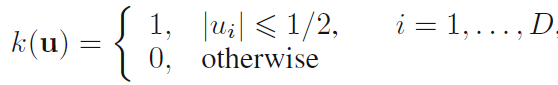 k(u) = { 1, |u_i| ⩽ 1/2, i = 1, . . . , D,
0, otherwise